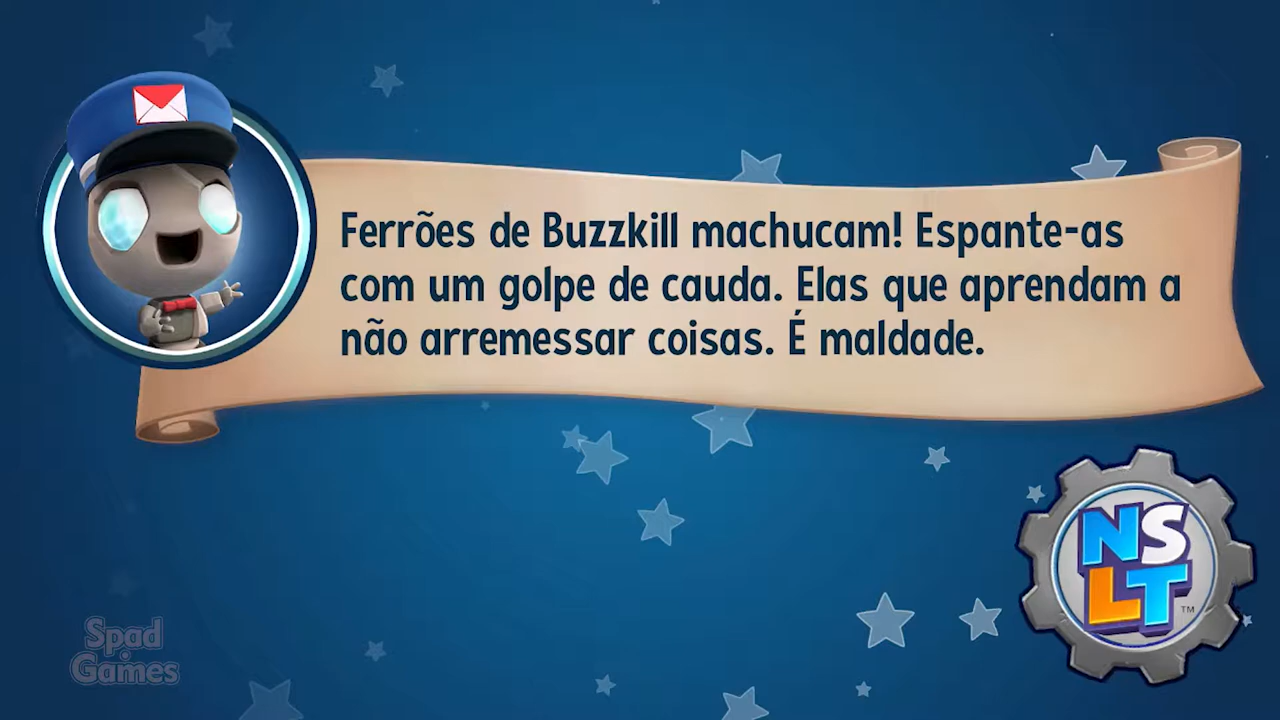 Ferrões de Buzzkill machucam! Espante-as
com um golpe de cauda. Elas que aprendam a
não arremessar coisas. É maldade.
NS
LT
TM
Spad
Games